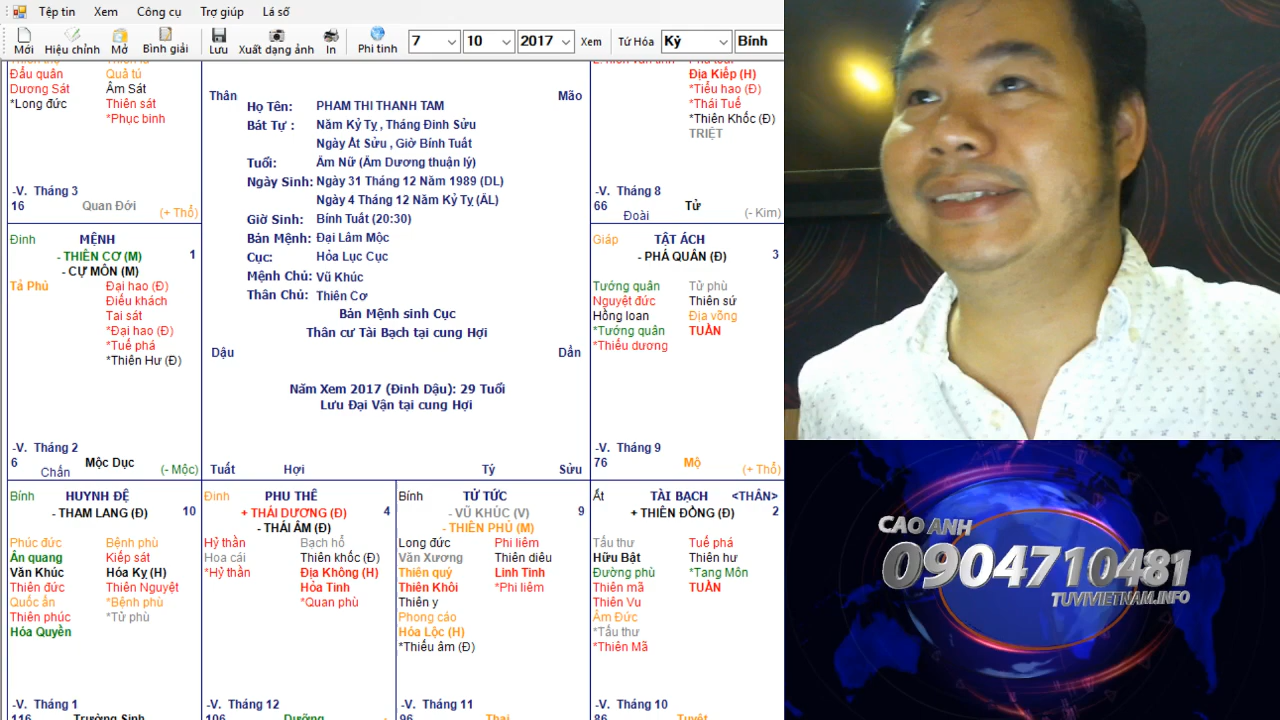 Tệp tin Xem Công cụ Trợ giúp Lá số
Mới Hiệu chỉnh Mở Bình giải Lưu Xuất dạng ảnh In Phi tinh 7 10 2017 Xem Tứ Hóa Kỷ Bính
Đẩu quân Quả tú
Dương Sát Âm Sát
*Long đức Thiên sát
*Phục binh
-V. Tháng 3
16 Quan Đới (+ Thổ)
Thân Mão
Họ Tên: PHAM THI THANH TAM
Bát Tự : Năm Kỷ Tỵ , Tháng Đinh Sửu
Ngày Ất Sửu , Giờ Bính Tuất
Tuổi: Âm Nữ (Âm Dương thuận lý)
Ngày Sinh: Ngày 31 Tháng 12 Năm 1989 (DL)
Ngày 4 Tháng 12 Năm Kỷ Tỵ (ÂL)
Giờ Sinh: Bính Tuất (20:30)
Bản Mệnh: Đại Lâm Mộc
Cục: Hỏa Lục Cục
Mệnh Chủ: Vũ Khúc
Thân Chủ: Thiên Cơ
Bản Mệnh sinh Cục
Thân cư Tài Bạch tại cung Hợi
Dậu Dần
Năm Xem 2017 (Đinh Dậu): 29 Tuổi
Lưu Đại Vận tại cung Hợi
Tuất Hợi Tý Sửu
Địa Kiếp (H)
*Tiểu hao (Đ)
*Thái Tuế
*Thiên Khốc (Đ)
TRIỆT
-V. Tháng 8
66 Đoài Tử (- Kim)
Đinh MỆNH
- THIÊN CƠ (M) 1
- CỰ MÔN (M)
Tả Phù Đại hao (Đ)
Điếu khách
Tai sát
*Đại hao (Đ)
*Tuế phá
*Thiên Hư (Đ)
-V. Tháng 2
6 Chấn Mộc Dục (- Mộc)
Giáp TẬT ÁCH
- PHÁ QUÂN (Đ) 3
Tướng quân Tử phù
Nguyệt đức Thiên sứ
Hồng loan Địa võng
*Tướng quân TUẦN
*Thiếu dương
-V. Tháng 9
76 Mộ (+ Thổ)
Bính HUYNH ĐỆ
- THAM LANG (Đ) 10
Phúc đức Bệnh phù
Ân quang Kiếp sát
Văn Khúc Hóa Kỵ (H)
Thiên đức Thiên Nguyệt
Quốc ấn *Bệnh phù
Thiên phúc *Tử phù
Hóa Quyền
-V. Tháng 1
116 Trường Sinh
Đinh PHU THÊ
+ THÁI DƯƠNG (Đ) 4
- THÁI ÂM (Đ)
Hỷ thần Bạch hổ
Hoa cái Thiên khốc (Đ)
*Hỷ thần Địa Không (H)
Hỏa Tinh
*Quan phù
-V. Tháng 12
106 Dưỡng
Bính TỬ TỨC
- VŨ KHÚC (V) 9
- THIÊN PHỦ (M)
Long đức Phi liêm
Văn Xương Thiên diêu
Thiên quý Linh Tinh
Thiên Khôi *Phi liêm
Thiên y
Phong cáo
Hóa Lộc (H)
*Thiếu âm (Đ)
-V. Tháng 11
96 Thai
Ất TÀI BẠCH <THÂN>
+ THIÊN ĐỒNG (Đ) 2
Tấu thư Tuế phá
Hữu Bật Thiên hư
Đường phù *Tang Môn
Thiên mã TUẦN
Thiên Vu
Âm Đức
*Tấu thư
*Thiên Mã
-V. Tháng 10
86 Tuyệt
CAO ANH
0904710481
TUVIVIETNAM.INFO